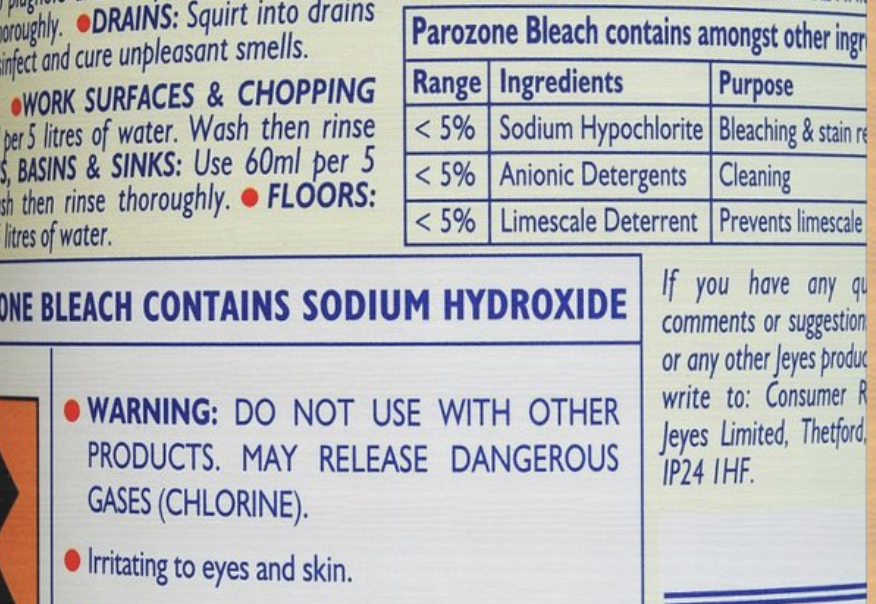 oroughly. ●DRAINS: Squirt into drains
infect and cure unpleasant smells.
●WORK SURFACES & CHOPPING
per 5 litres of water. Wash then rinse
S, BASINS & SINKS: Use 60ml per 5
sh then rinse thoroughly. ● FLOORS:
litres of water.
Parozone Bleach contains amongst other ingr
Range Ingredients Purpose
< 5% Sodium Hypochlorite Bleaching & stain re
< 5% Anionic Detergents Cleaning
< 5% Limescale Deterrent Prevents limescale
ONE BLEACH CONTAINS SODIUM HYDROXIDE
● WARNING: DO NOT USE WITH OTHER
PRODUCTS. MAY RELEASE DANGEROUS
GASES (CHLORINE).
● Irritating to eyes and skin.
If you have any qu
comments or suggestion
or any other Jeyes produc
write to: Consumer R
Jeyes Limited, Thetford,
IP24 1HF.